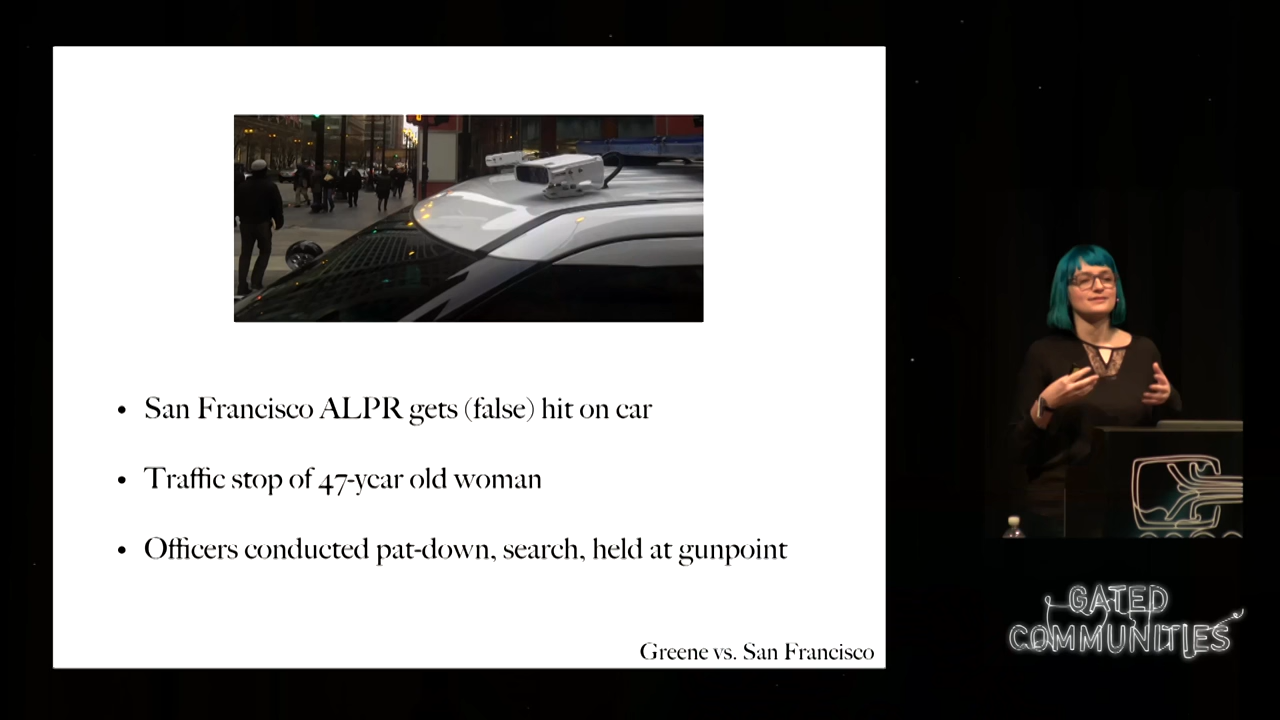 • San Francisco ALPR gets (false) hit on car
• Traffic stop of 47-year old woman
• Officers conducted pat-down, search, held at gunpoint
Greene vs. San Francisco
GATED
COMMUNITIES